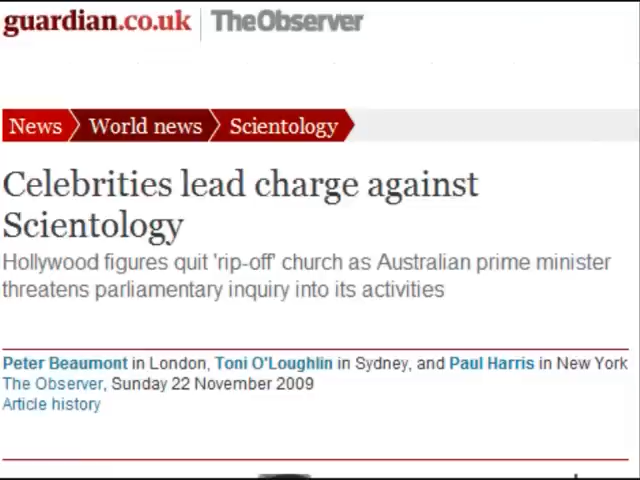 guardian.co.uk | TheObserver
News World news Scientology
Celebrities lead charge against
Scientology
Hollywood figures quit 'rip-off' church as Australian prime minister
threatens parliamentary inquiry into its activities
Peter Beaumont in London, Toni O'Loughlin in Sydney, and Paul Harris in New York
The Observer, Sunday 22 November 2009
Article history